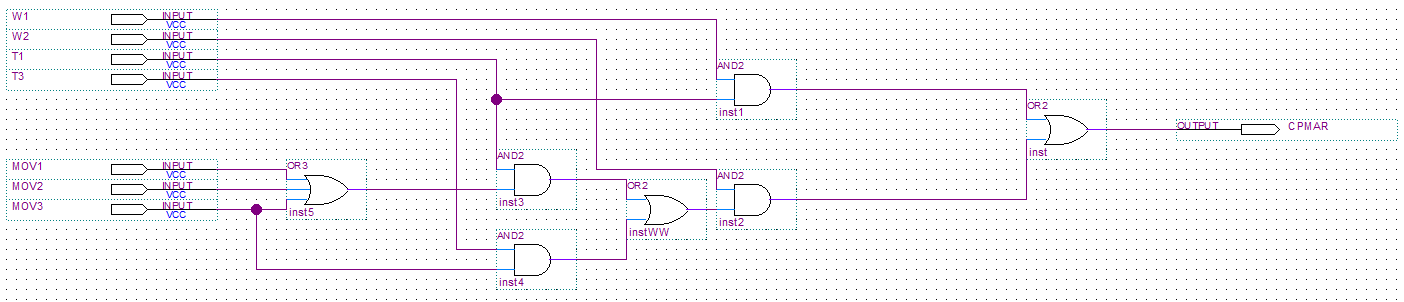 W1 INPUT
VCC
W2 INPUT
VCC
T1 INPUT
VCC
T3 INPUT
VCC
AND2
inst1
OR2
inst
OUTPUT CPMAR
MOV1 INPUT
VCC
MOV2 INPUT
VCC
MOV3 INPUT
VCC
OR3
inst5
AND2
inst3
OR2
instWW
AND2
inst2
AND2
inst4